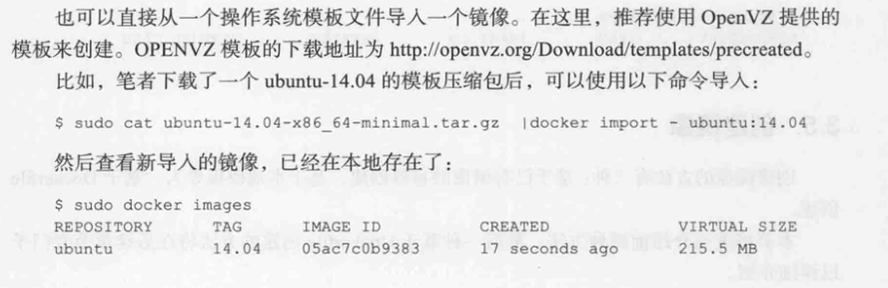 也可以直接从一个操作系统模板文件导入一个镜像。在这里，推荐使用 OpenVZ 提供的
模板来创建。OPENVZ 模板的下载地址为 http://openvz.org/Download/templates/precreated。
比如，笔者下载了一个 ubuntu-14.04 的模板压缩包后，可以使用以下命令导入：
$ sudo cat ubuntu-14.04-x86_64-minimal.tar.gz |docker import - ubuntu:14.04
然后查看新导入的镜像，已经在本地存在了：
$ sudo docker images
REPOSITORY TAG IMAGE ID CREATED VIRTUAL SIZE
ubuntu 14.04 05ac7c0b9383 17 seconds ago 215.5 MB